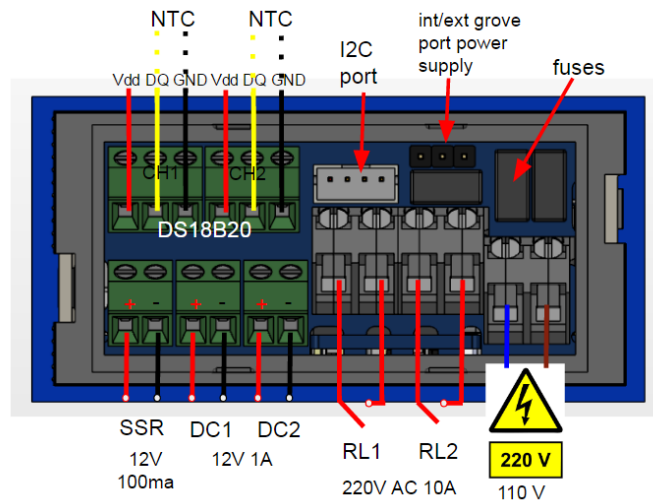 NTC NTC
Vdd DQ GND Vdd DQ GND
I2C
port
int/ext grove
port power
supply
fuses
CH1 CH2
DS18B20
+ - + - + -
SSR DC1 DC2
12V 12V 1A
100ma
RL1 RL2
220V AC 10A
220 V
110 V